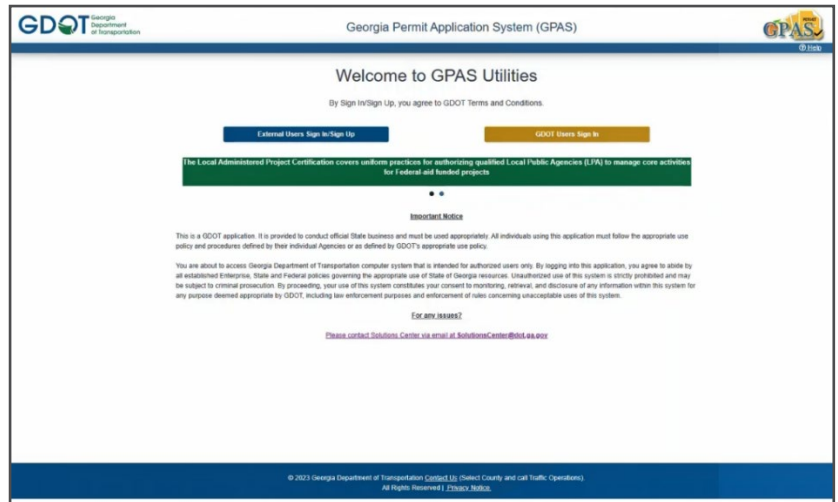 GDOT Georgia
Department
of Transportation
Georgia Permit Application System (GPAS)
GPAS
Help
Welcome to GPAS Utilities
By Sign In/Sign Up, you agree to GDOT Terms and Conditions.
External Users Sign In/Sign Up
GDOT Users Sign In
The Local Administered Project Certification covers uniform practices for authorizing qualified Local Public Agencies (LPA) to manage core activities
for Federal-aid funded projects
Important Notice
This is a GDOT application. It is provided to conduct official State business and must be used appropriately. All individuals using this application must follow the appropriate use
policy and procedures defined by their individual Agencies or as defined by GDOT's appropriate use policy.
You are about to access Georgia Department of Transportation computer system that is intended for authorized users only. By logging into this application, you agree to abide by
all established Enterprise, State and Federal policies governing the appropriate use of State of Georgia resources. Unauthorized use of this system is strictly prohibited and may
be subject to criminal prosecution. By proceeding, your use of this system constitutes your consent to monitoring, retrieval, and disclosure of any information within this system for
any purpose deemed appropriate by GDOT, including law enforcement purposes and enforcement of rules concerning unacceptable uses of this system.
For any issues?
Please contact Solutions Center via email at SolutionsCenter@dot.ga.gov
© 2023 Georgia Department of Transportation Contact Us (Select County and call Traffic Operations).
All Rights Reserved | Privacy Notice.